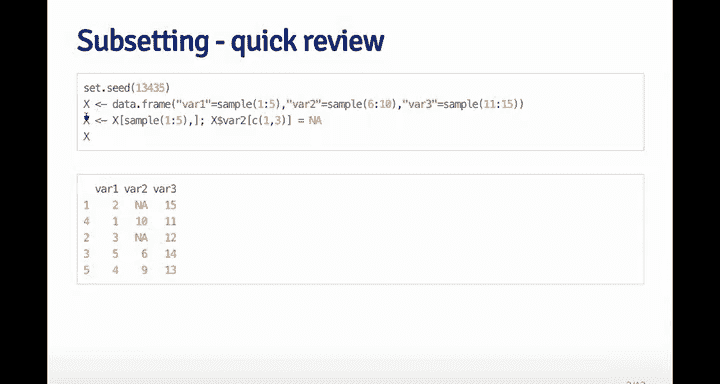 Subsetting - quick review
set.seed(13435)
X <- data.frame("var1"=sample(1:5),"var2"=sample(6:10),"var3"=sample(11:15))
X <- X[sample(1:5),]; X$var2[c(1,3)] = NA
X
var1 var2 var3
1 2 NA 15
4 1 10 11
2 3 NA 12
3 5 6 14
5 4 9 13